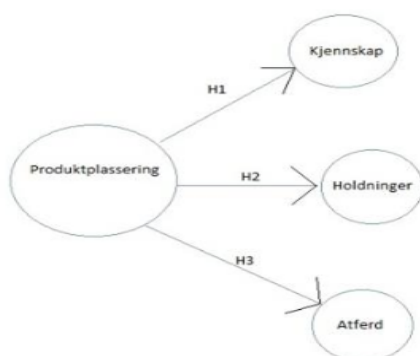 Kjennskap
H1
Produktplassering
H2
Holdninger
H3
Atferd